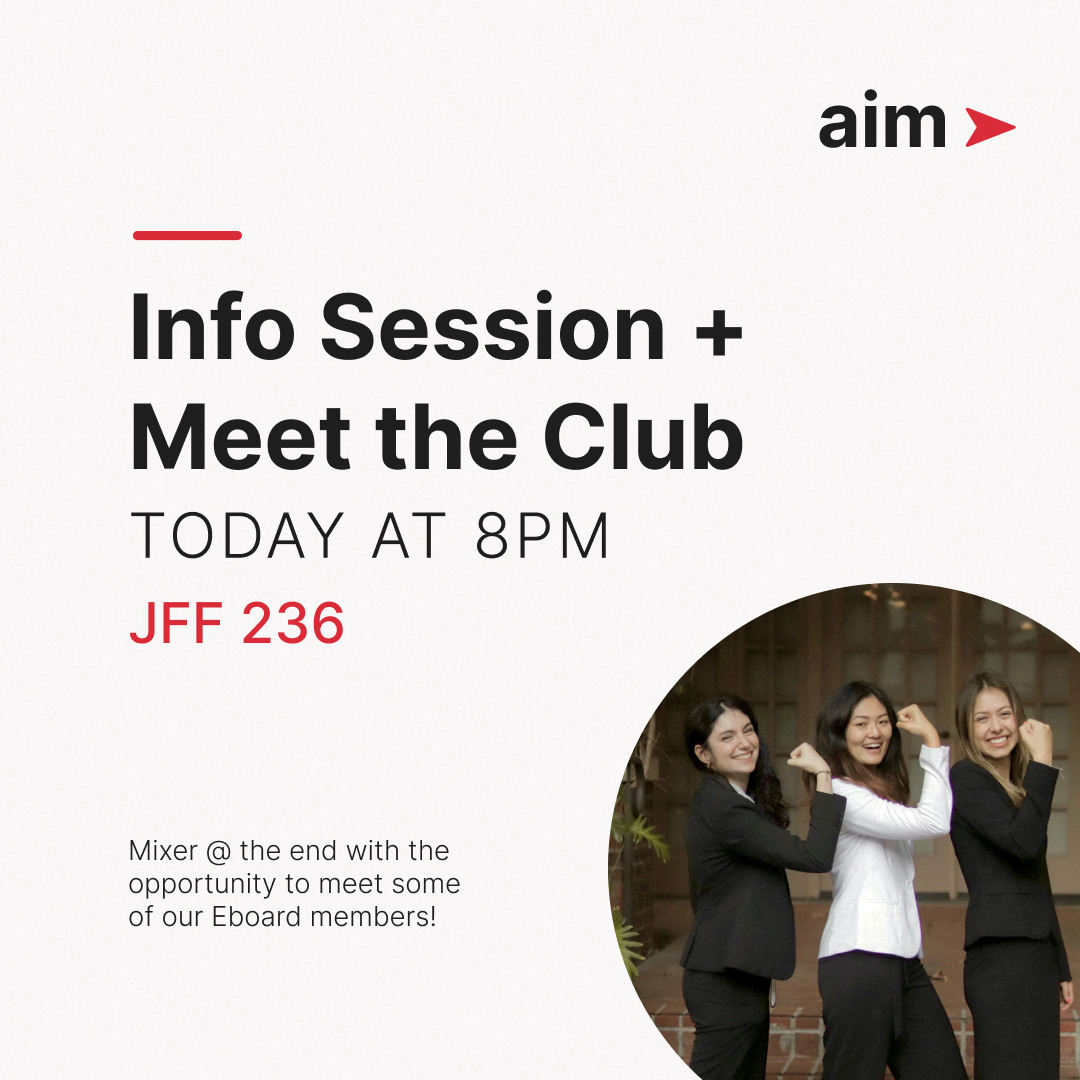 aim
Info Session +
Meet the Club
TODAY AT 8PM
JFF 236
Mixer @ the end with the
opportunity to meet some
of our Eboard members!